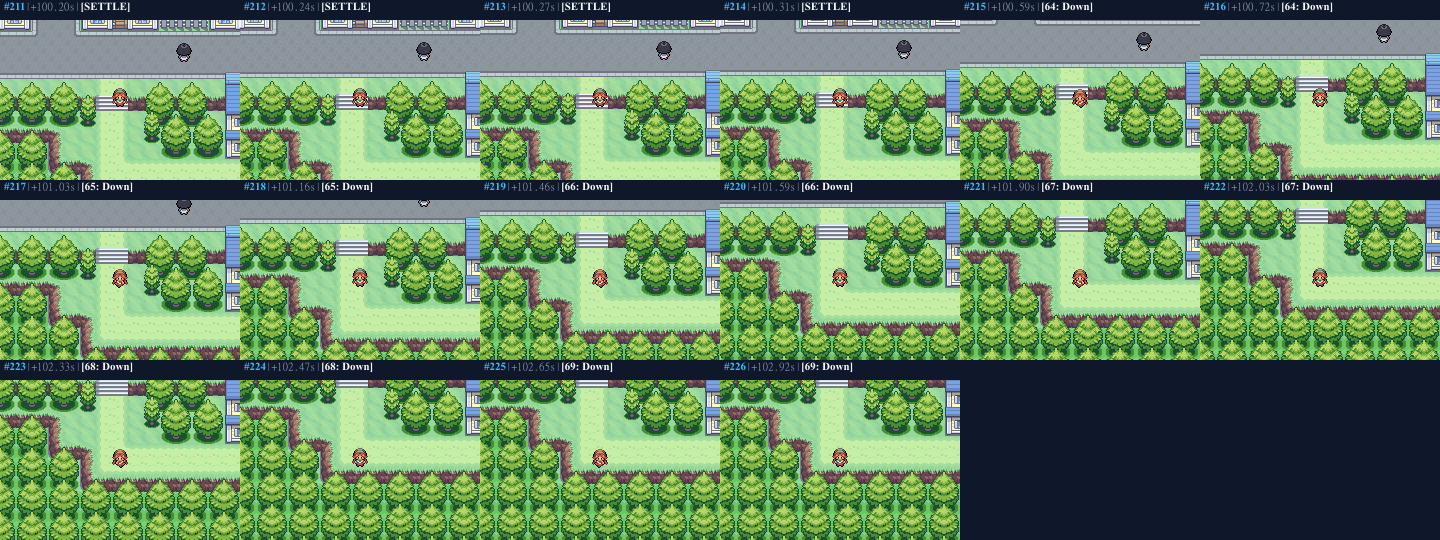 #211|+100.20s|[SETTLE]
#212|+100.24s|[SETTLE]
#213|+100.27s|[SETTLE]
#214|+100.31s|[SETTLE]
#215|+100.59s|[64: Down]
#216|+100.72s|[64: Down]
#217|+101.03s|[65: Down]
#218|+101.16s|[65: Down]
#219|+101.46s|[66: Down]
#220|+101.59s|[66: Down]
#221|+101.90s|[67: Down]
#222|+102.03s|[67: Down]
#223|+102.33s|[68: Down]
#224|+102.47s|[68: Down]
#225|+102.65s|[69: Down]
#226|+102.92s|[69: Down]